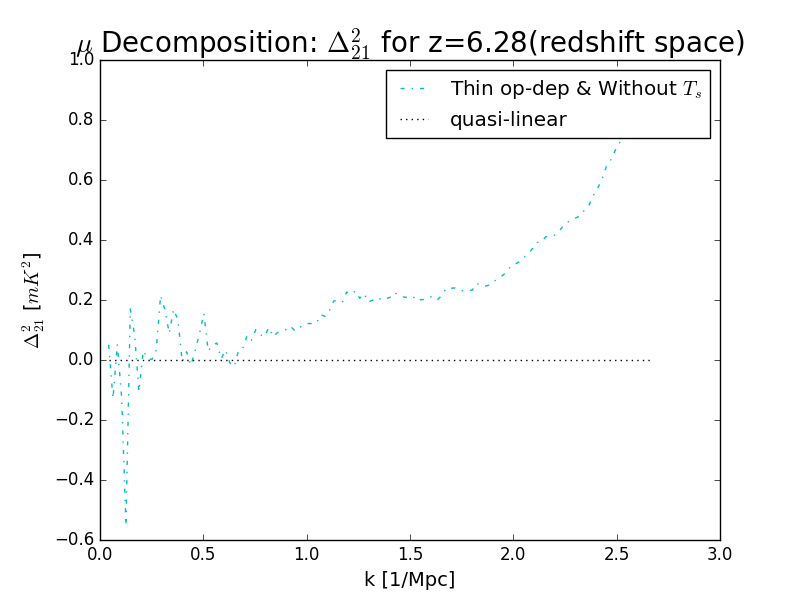 μ Decomposition: Δ²₂₁ for z=6.28(redshift space)
Thin op-dep & Without Tₛ
quasi-linear
1.0
0.8
0.6
0.4
0.2
0.0
−0.2
−0.4
−0.6
Δ²₂₁ [mK²]
0.0 0.5 1.0 1.5 2.0 2.5 3.0
k [1/Mpc]